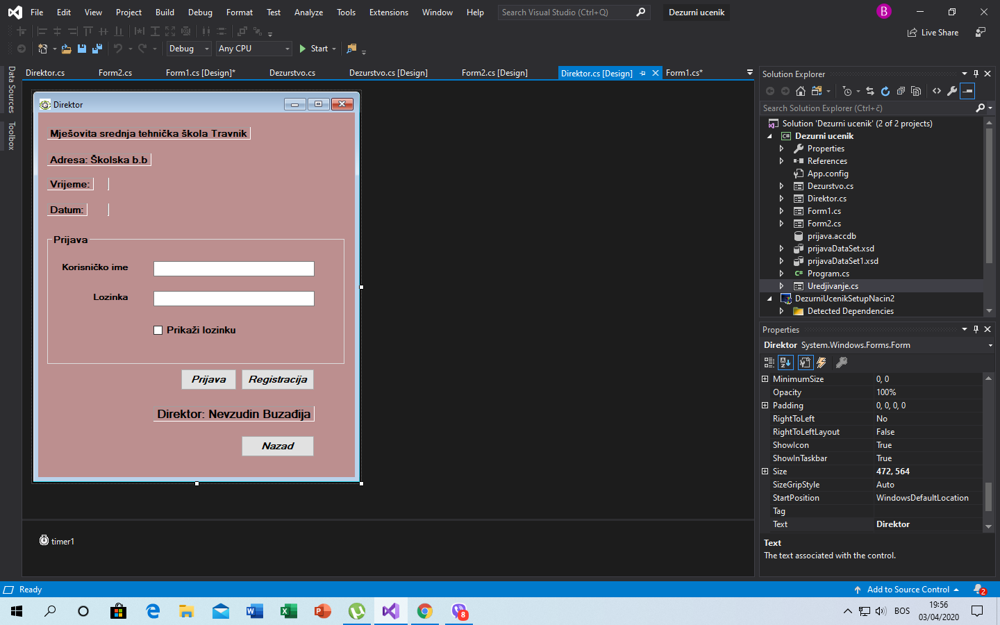 File Edit View Project Build Debug Format Test Analyze Tools Extensions Window Help Search Visual Studio (Ctrl+Q) Dezurni ucenik B
Live Share
Debug Any CPU Start
Data Sources
Toolbox
Direktor.cs Form2.cs Form1.cs [Design]* Dezurstvo.cs Dezurstvo.cs [Design] Form2.cs [Design] Direktor.cs [Design] Form1.cs*
Direktor
Mješovita srednja tehnička škola Travnik
Adresa: Školska b.b
Vrijeme:
Datum:
Prijava
Korisničko ime
Lozinka
Prikaži lozinku
Prijava Registracija
Direktor: Nevzudin Buzađija
Nazad
timer1
Solution Explorer
Search Solution Explorer (Ctrl+č)
Solution 'Dezurni ucenik' (2 of 2 projects)
C# Dezurni ucenik
Properties
References
App.config
Dezurstvo.cs
Direktor.cs
Form1.cs
Form2.cs
prijava.accdb
prijavaDataSet.xsd
prijavaDataSet1.xsd
C# Program.cs
Uredjivanje.cs
DezurniUcenikSetupNacin2
Detected Dependencies
Properties
Direktor System.Windows.Forms.Form
MinimumSize 0, 0
Opacity 100%
Padding 0, 0, 0, 0
RightToLeft No
RightToLeftLayout False
ShowIcon True
ShowInTaskbar True
Size 472, 564
SizeGripStyle Auto
StartPosition WindowsDefaultLocation
Tag
Text Direktor
Text
The text associated with the control.
Ready Add to Source Control 2
8 BOS 19:56
03/04/2020